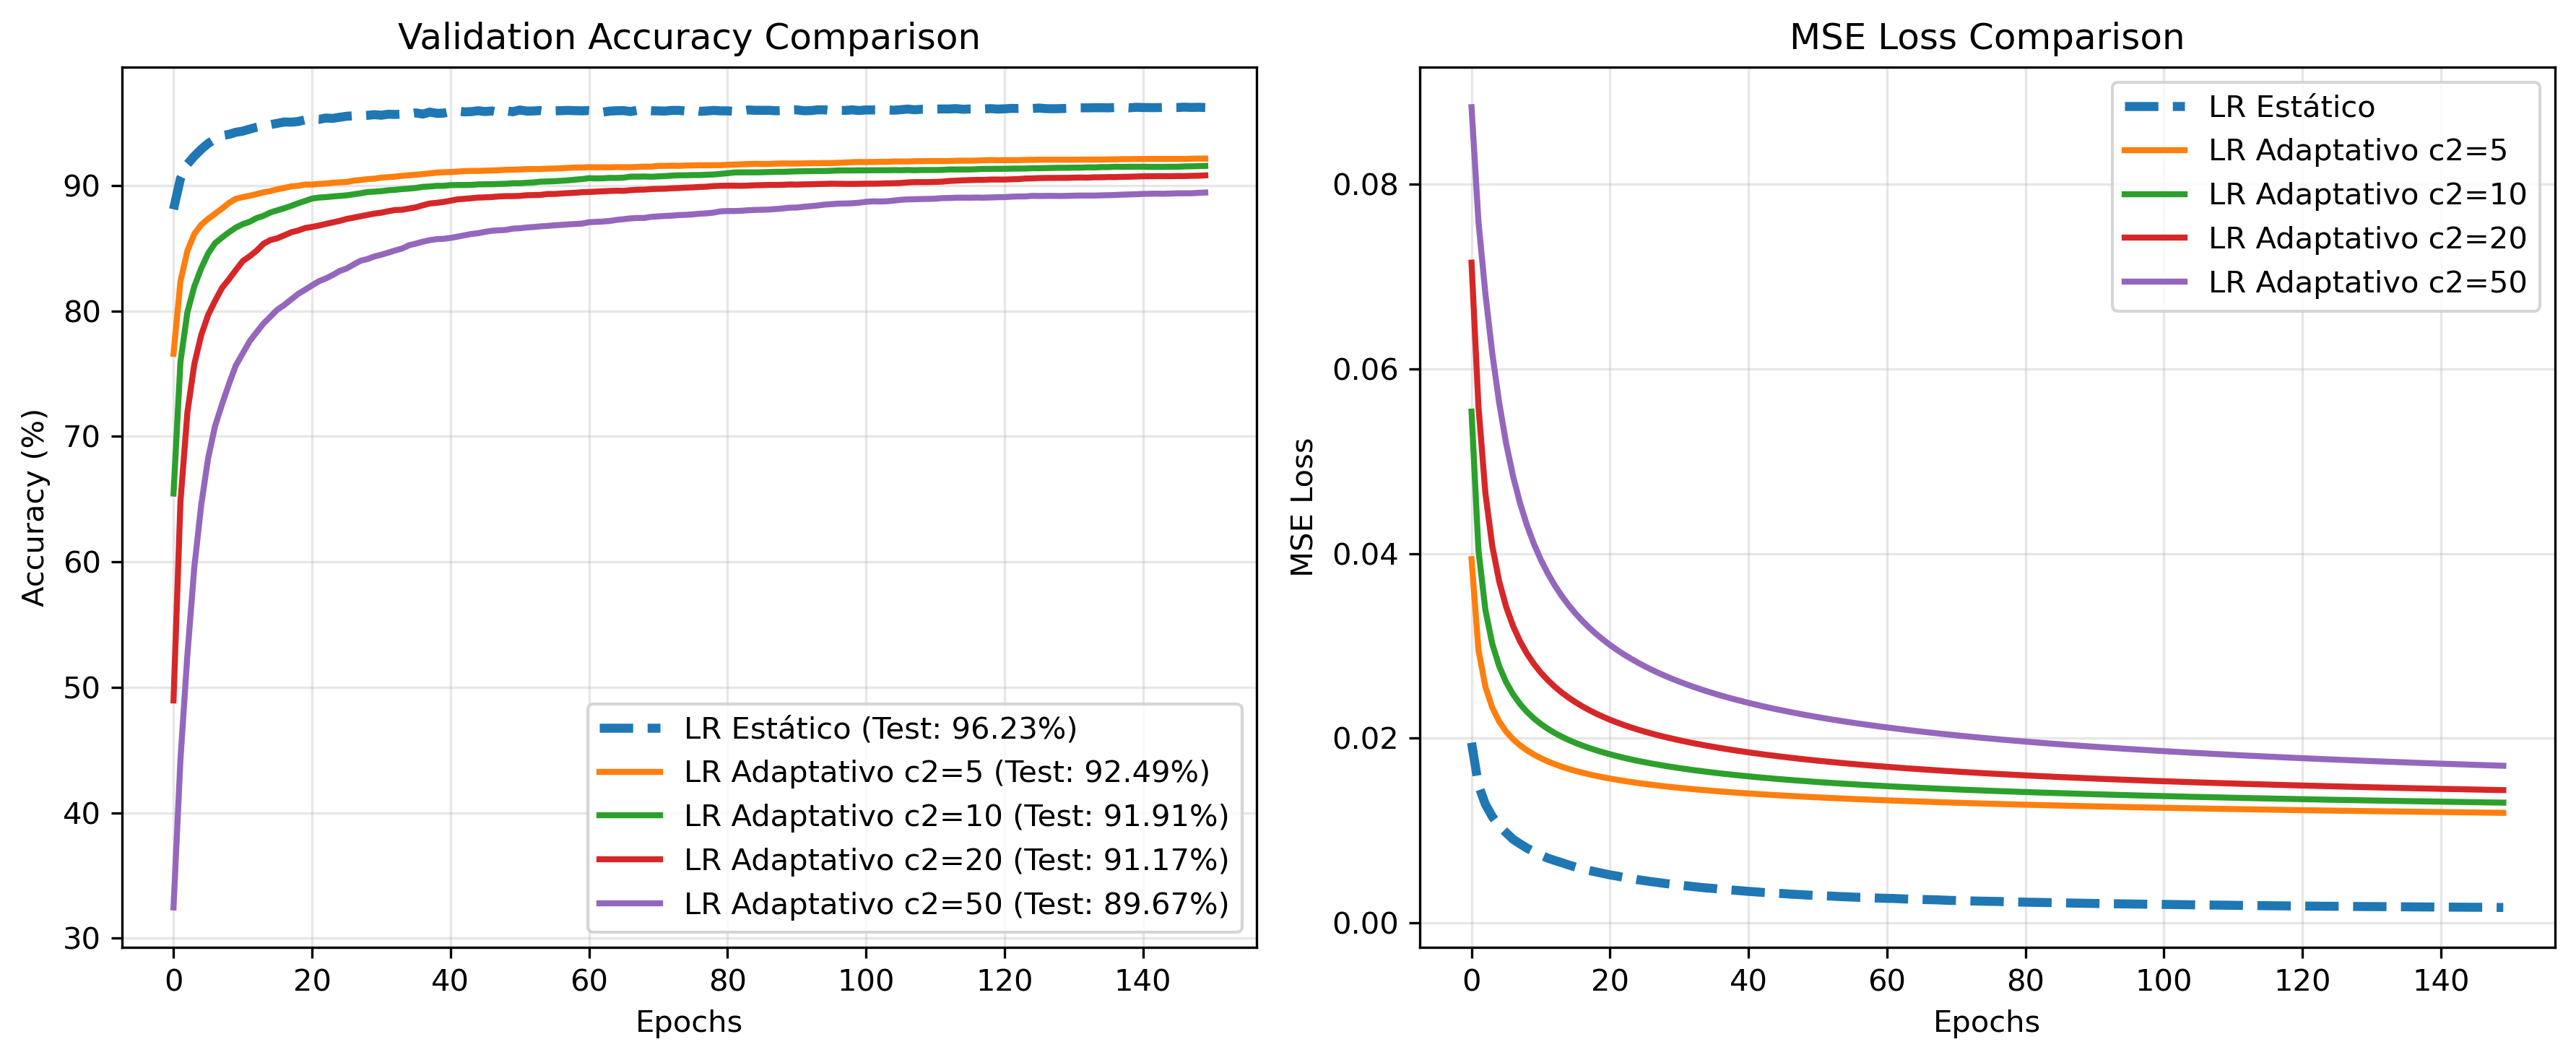 Validation Accuracy Comparison
Accuracy (%)
90
80
70
60
50
40
30
0 20 40 60 80 100 120 140
Epochs
LR Estático (Test: 96.23%)
LR Adaptativo c2=5 (Test: 92.49%)
LR Adaptativo c2=10 (Test: 91.91%)
LR Adaptativo c2=20 (Test: 91.17%)
LR Adaptativo c2=50 (Test: 89.67%)
MSE Loss Comparison
MSE Loss
0.08
0.06
0.04
0.02
0.00
0 20 40 60 80 100 120 140
Epochs
LR Estático
LR Adaptativo c2=5
LR Adaptativo c2=10
LR Adaptativo c2=20
LR Adaptativo c2=50